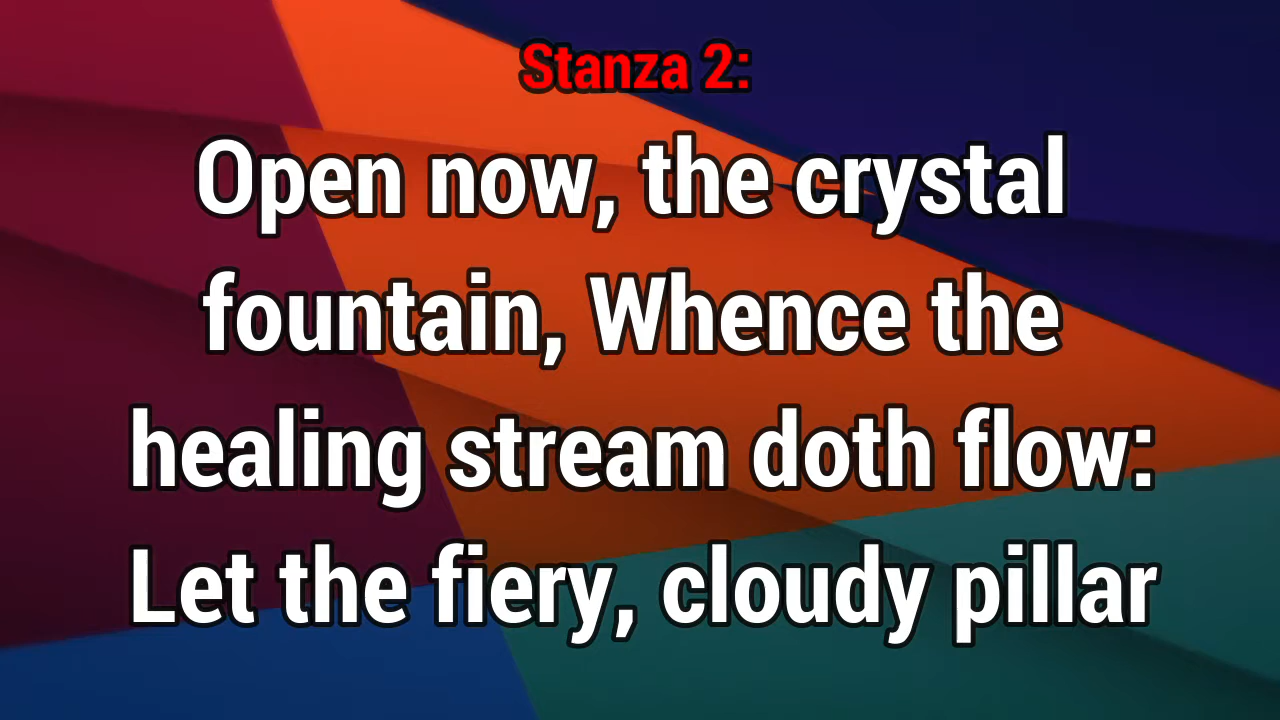 Stanza 2:
Open now, the crystal
fountain, Whence the
healing stream doth flow:
Let the fiery, cloudy pillar